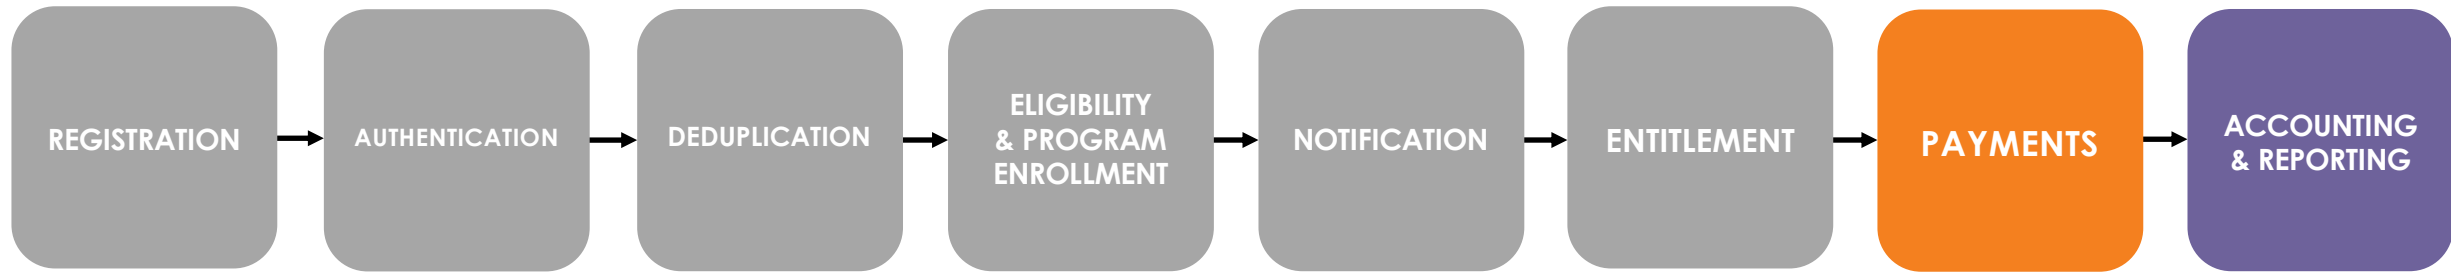 REGISTRATION
AUTHENTICATION
DEDUPLICATION
ELIGIBILITY
& PROGRAM
ENROLLMENT
NOTIFICATION
ENTITLEMENT
PAYMENTS
ACCOUNTING
& REPORTING